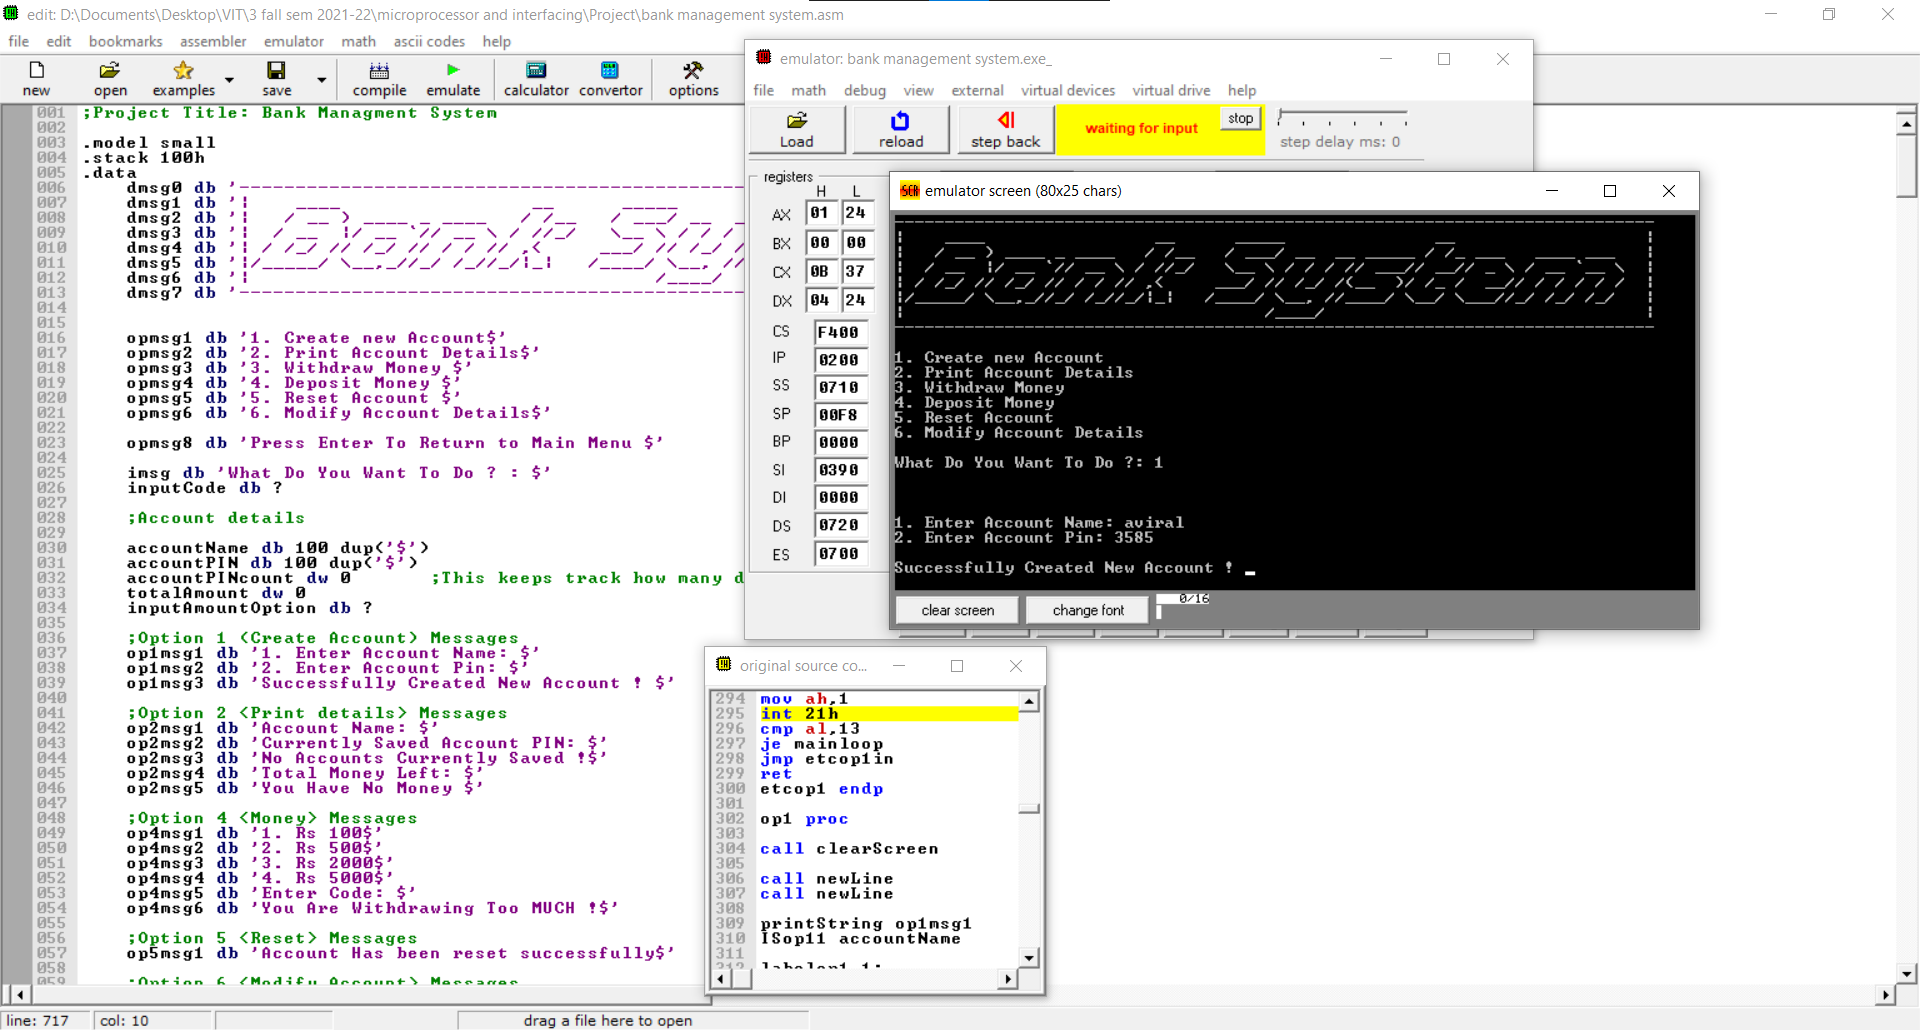 edit: D:\Documents\Desktop\VIT\3 fall sem 2021-22\microprocessor and interfacing\Project\bank management system.asm
file edit bookmarks assembler emulator math ascii codes help
new open examples save compile emulate calculator convertor options
001 ;Project Title: Bank Managment System
002
003 .model small
004 .stack 100h
005 .data
006 dmsg0 db '
007 dmsg1 db '
008 dmsg2 db '
009 dmsg3 db '
010 dmsg4 db '
011 dmsg5 db '
012 dmsg6 db '
013 dmsg7 db '
014
015
016 opmsg1 db '1. Create new Account$'
017 opmsg2 db '2. Print Account Details$'
018 opmsg3 db '3. Withdraw Money $'
019 opmsg4 db '4. Deposit Money $'
020 opmsg5 db '5. Reset Account $'
021 opmsg6 db '6. Modify Account Details$'
022
023 opmsg8 db 'Press Enter To Return to Main Menu $'
024
025 imsg db 'What Do You Want To Do ? : $'
026 inputCode db ?
027
028 ;Account details
029
030 accountName db 100 dup('$')
031 accountPIN db 100 dup('$')
032 accountPINcount dw 0 ;This keeps track how many d
033 totalAmount dw 0
034 inputAmountOption db ?
035
036 ;Option 1 (Create Account) Messages
037 op1msg1 db '1. Enter Account Name: $'
038 op1msg2 db '2. Enter Account Pin: $'
039 op1msg3 db 'Successfully Created New Account ! $'
040
041 ;Option 2 (Print details) Messages
042 op2msg1 db 'Account Name: $'
043 op2msg2 db 'Currently Saved Account PIN: $'
044 op2msg3 db 'No Accounts Currently Saved !$'
045 op2msg4 db 'Total Money Left: $'
046 op2msg5 db 'You Have No Money $'
047
048 ;Option 4 (Money) Messages
049 op4msg1 db '1. Rs 100$'
050 op4msg2 db '2. Rs 500$'
051 op4msg3 db '3. Rs 2000$'
052 op4msg4 db '4. Rs 5000$'
053 op4msg5 db 'Enter Code: $'
054 op4msg6 db 'You Are Withdrawing Too MUCH !$'
055
056 ;Option 5 (Reset) Messages
057 op5msg1 db 'Account Has been reset successfully$'
058
059 ;Option 6 (Modify Account) Messages
line: 717 col: 10 drag a file here to open
emulator: bank management system.exe_
file math debug view external virtual devices virtual drive help
Load reload step back waiting for input stop step delay ms: 0
registers
H L
AX 01 24
BX 00 00
CX 0B 37
DX 04 24
CS F400
IP 0200
SS 0710
SP 00F8
BP 0000
SI 0390
DI 0000
DS 0720
ES 0700
SCR emulator screen (80x25 chars)
Bank System
1. Create new Account
2. Print Account Details
3. Withdraw Money
4. Deposit Money
5. Reset Account
6. Modify Account Details
What Do You Want To Do ?: 1
1. Enter Account Name: aviral
2. Enter Account Pin: 3585
Successfully Created New Account ! _
clear screen change font 0/16
original source co...
294 mov ah,1
295 int 21h
296 cmp al,13
297 je mainloop
298 jmp etcop1in
299 ret
300 etcop1 endp
301
302 op1 proc
303
304 call clearScreen
305
306 call newLine
307 call newLine
308
309 printString op1msg1
310 ISop11 accountName
311
312 labelop1_1: